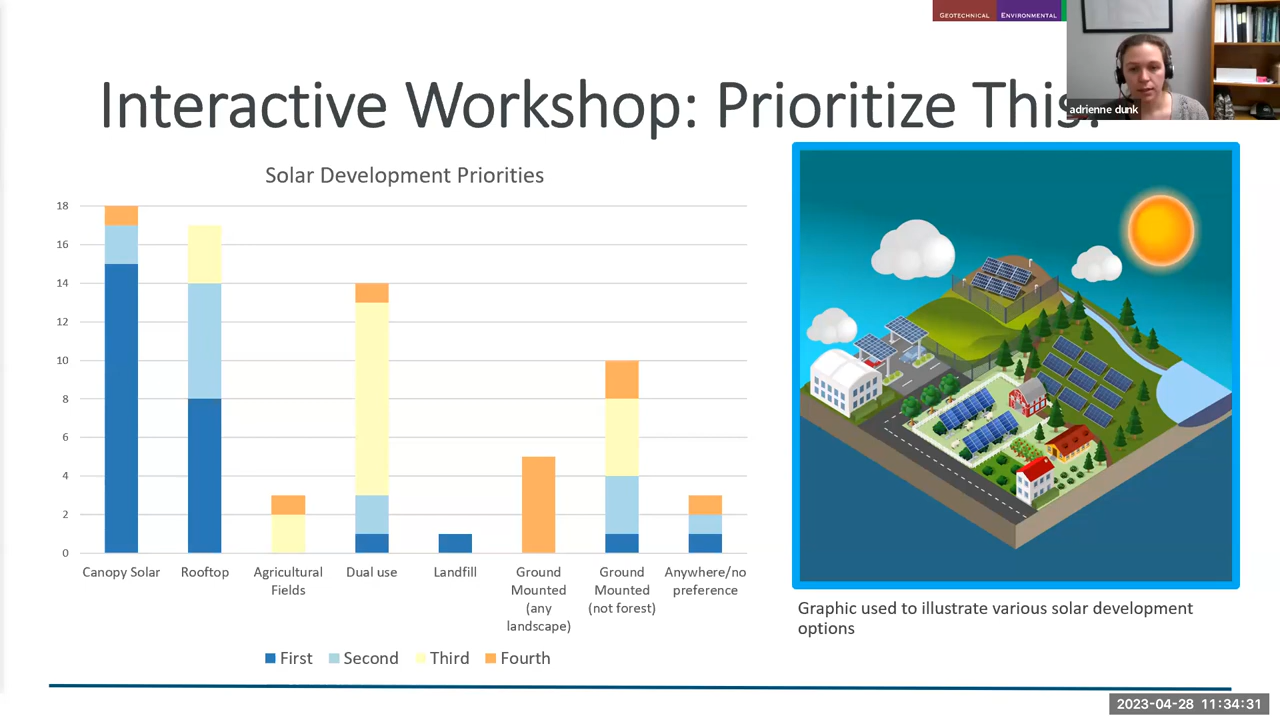 GEOTECHNICAL ENVIRONMENTAL
adrienne dunk
Interactive Workshop: Prioritize This!
Solar Development Priorities
18
16
14
12
10
8
6
4
2
0
Canopy Solar
Rooftop
Agricultural
Fields
Dual use
Landfill
Ground
Mounted
(any
landscape)
Ground
Mounted
(not forest)
Anywhere/no
preference
First Second Third Fourth
Graphic used to illustrate various solar development
options
2023-04-28 11:34:31